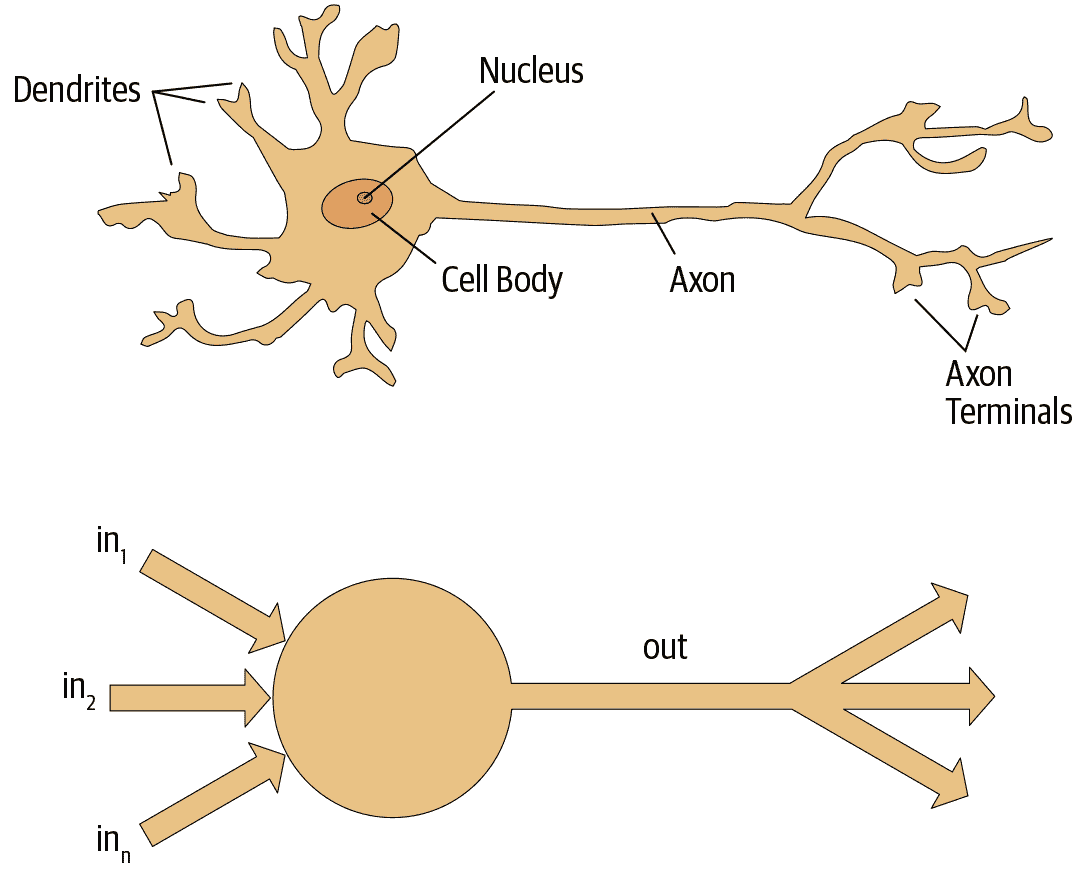 Nucleus
Dendrites
Cell Body
Axon
Axon
Terminals
in₁
out
in₂
inₙ